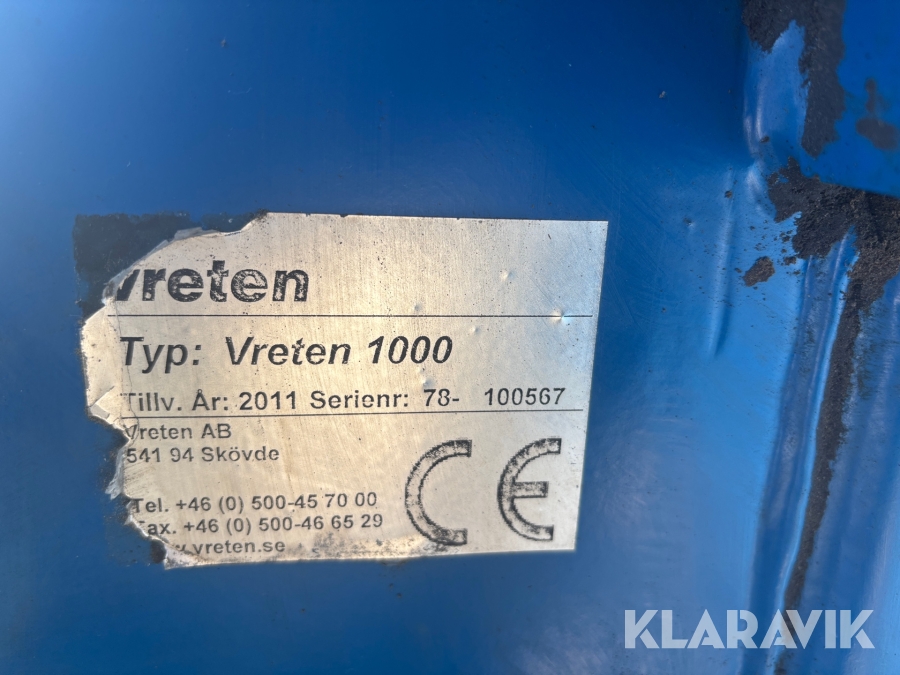 vreten
Typ: Vreten 1000
Tillv. År: 2011 Serienr: 78- 100567
Vreten AB
541 94 Skövde
CE
Tel. +46 (0) 500-45 70 00
Fax. +46 (0) 500-46 65 29
www.vreten.se
KLARAVIK